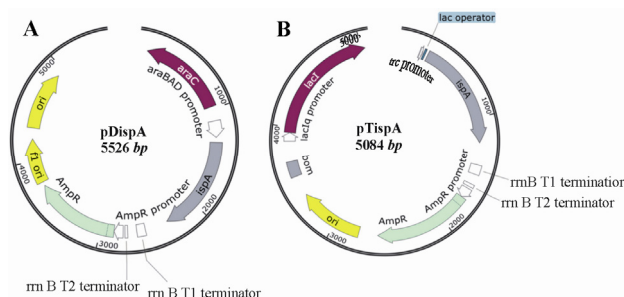 A
B
lac operator
5000
araC
araBAD promoter
1000
ori
pDispA
5526 bp
f1 ori
4000
AmpR
ispA
2000
AmpR promoter
3000
rrn B T2 terminator
rrn B T1 terminator
5000
trc promoter
lacI
ispA
1000
lacIq promoter
4000
pTispA
5084 bp
bom
rrnB T1 terminatior
rrn B T2 terminator
AmpR promoter
2000
AmpR
ori
3000